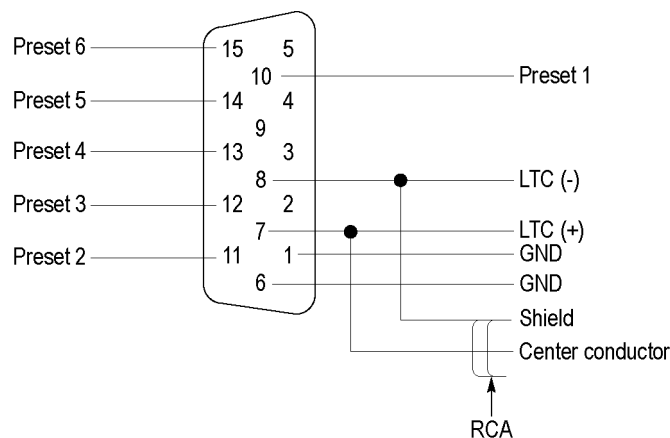 Preset 6 15 5
10 Preset 1
Preset 5 14 4
9
Preset 4 13 3
8 LTC (-)
Preset 3 12 2
7 LTC (+)
Preset 2 11 1 GND
6 GND
Shield
Center conductor
RCA